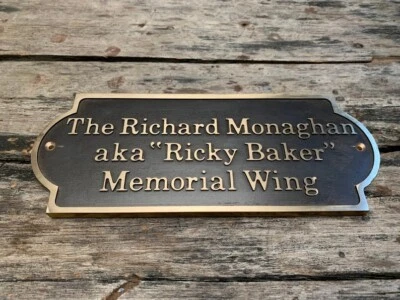 The Richard Monaghan
aka “Ricky Baker”
Memorial Wing